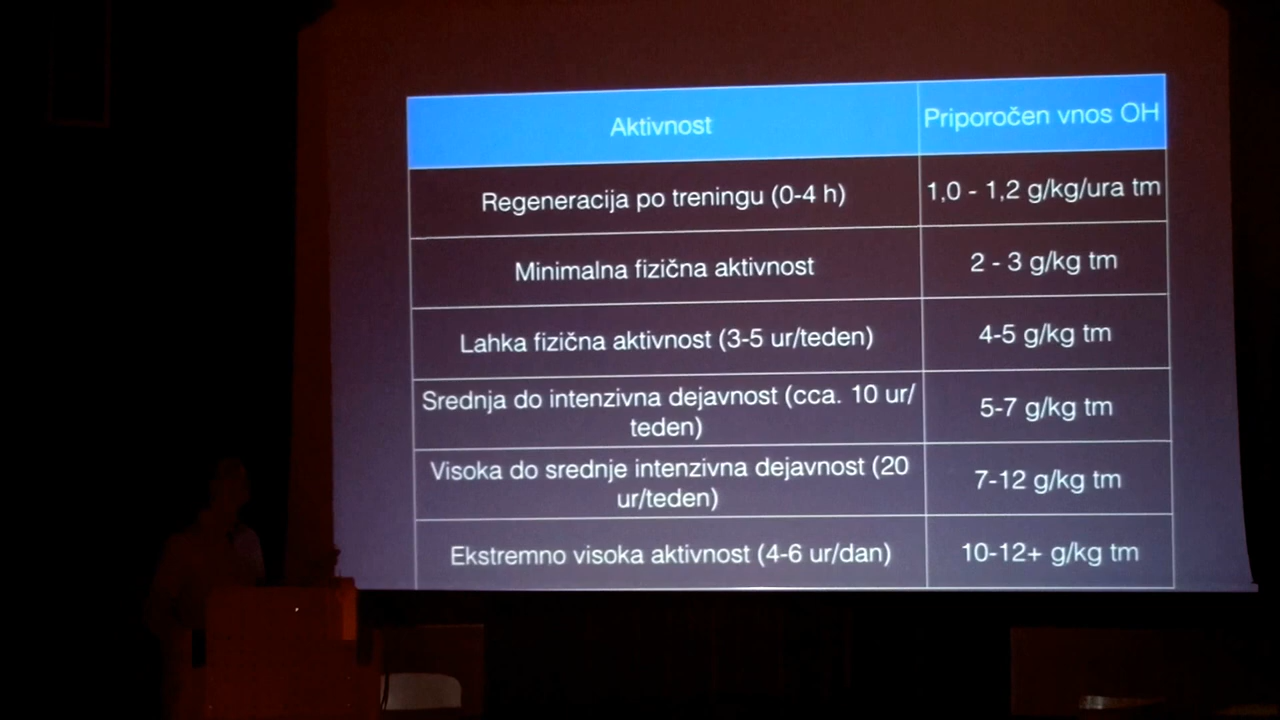 Aktivnost
Priporočen vnos OH
Regeneracija po treningu (0-4 h)
1,0 - 1,2 g/kg/ura tm
Minimalna fizična aktivnost
2 - 3 g/kg tm
Lahka fizična aktivnost (3-5 ur/teden)
4-5 g/kg tm
Srednja do intenzivna dejavnost (cca. 10 ur/
teden)
5-7 g/kg tm
Visoka do srednje intenzivna dejavnost (20
ur/teden)
7-12 g/kg tm
Ekstremno visoka aktivnost (4-6 ur/dan)
10-12+ g/kg tm